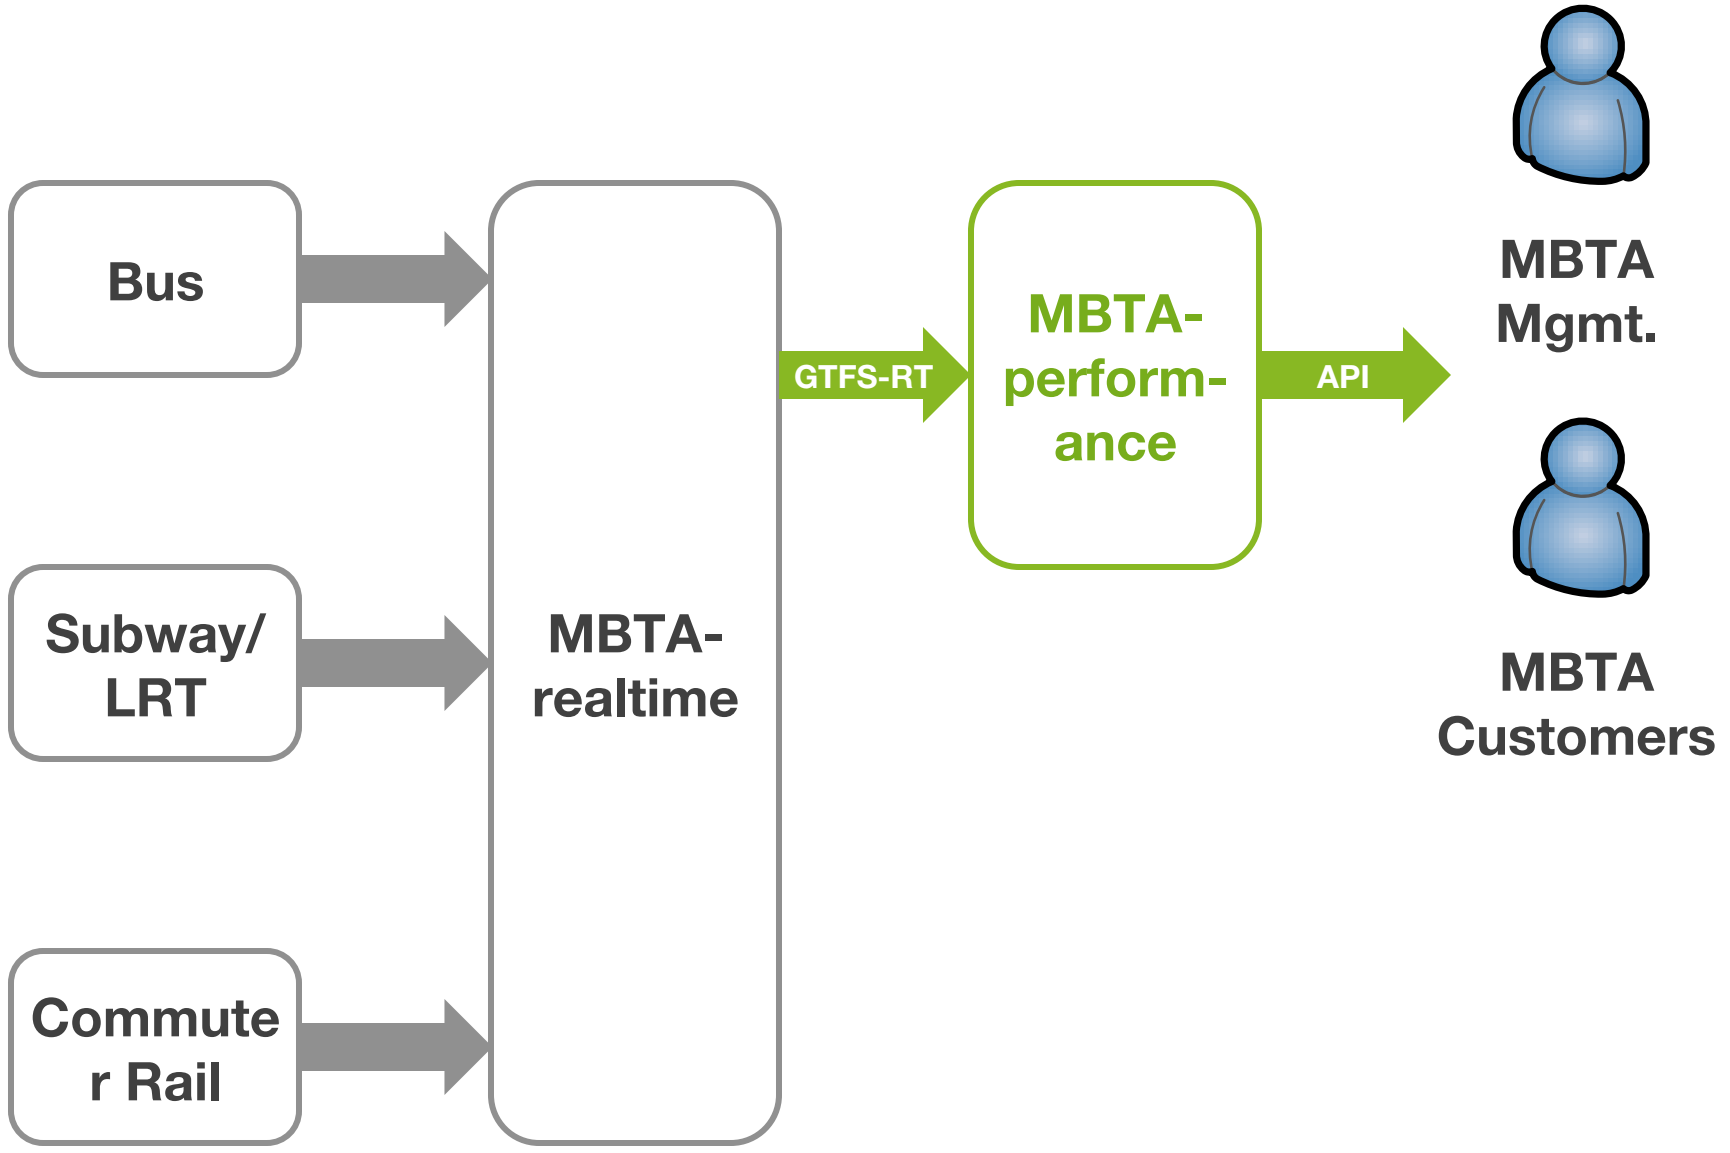 Bus
Subway/
LRT
Commute
r Rail
MBTA-
realtime
GTFS-RT
MBTA-
perform-
ance
API
MBTA
Mgmt.
MBTA
Customers